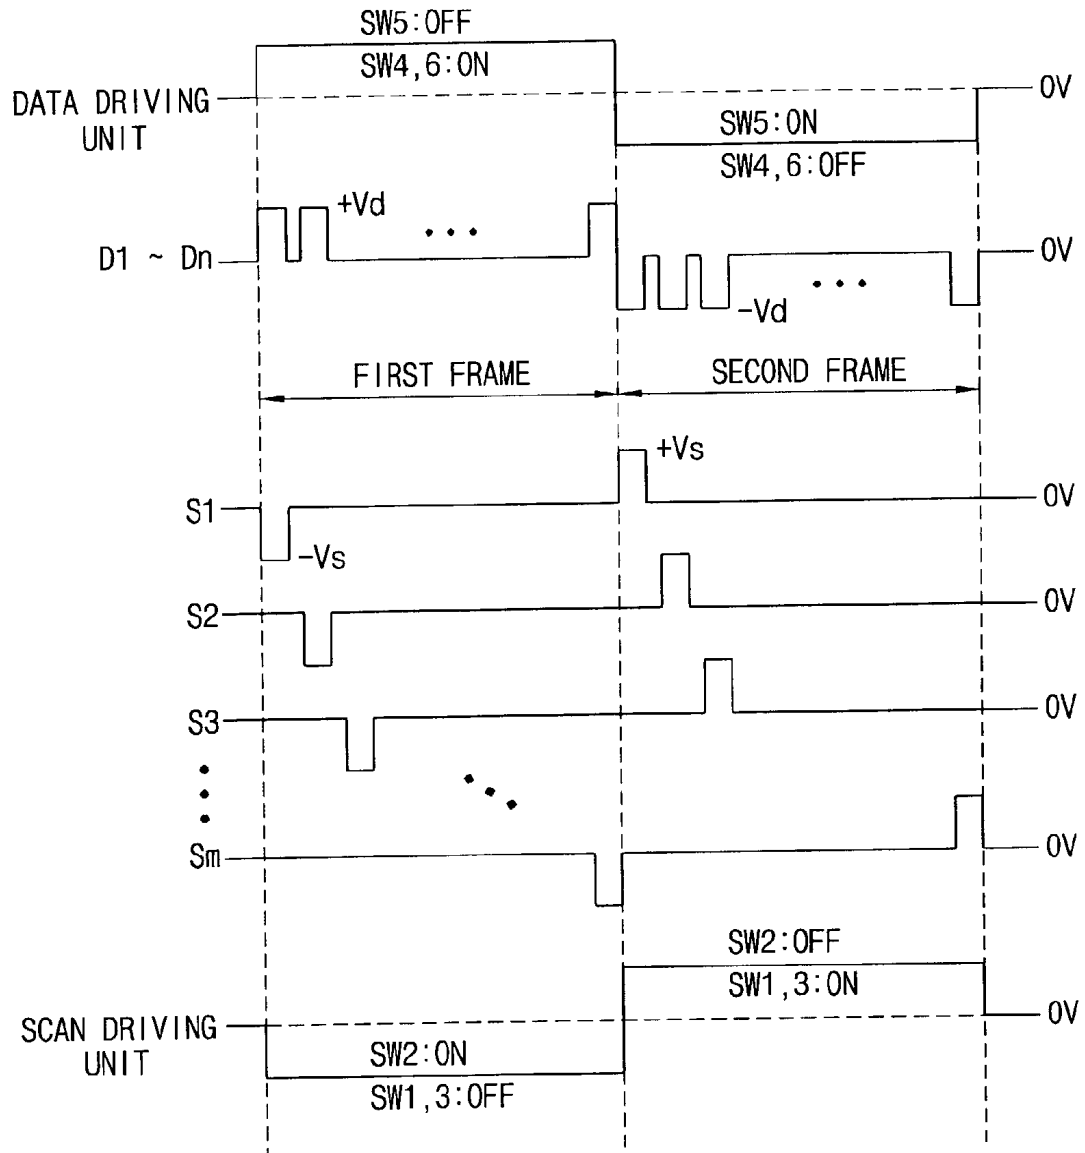 SW5:OFF
SW4,6:ON
DATA DRIVING UNIT
0V
SW5:ON
SW4,6:OFF
+Vd
D1 ~ Dn
0V
-Vd
FIRST FRAME
SECOND FRAME
+Vs
S1
0V
-Vs
S2
0V
S3
0V
Sm
0V
SW2:OFF
SW1,3:ON
SCAN DRIVING UNIT
0V
SW2:ON
SW1,3:OFF